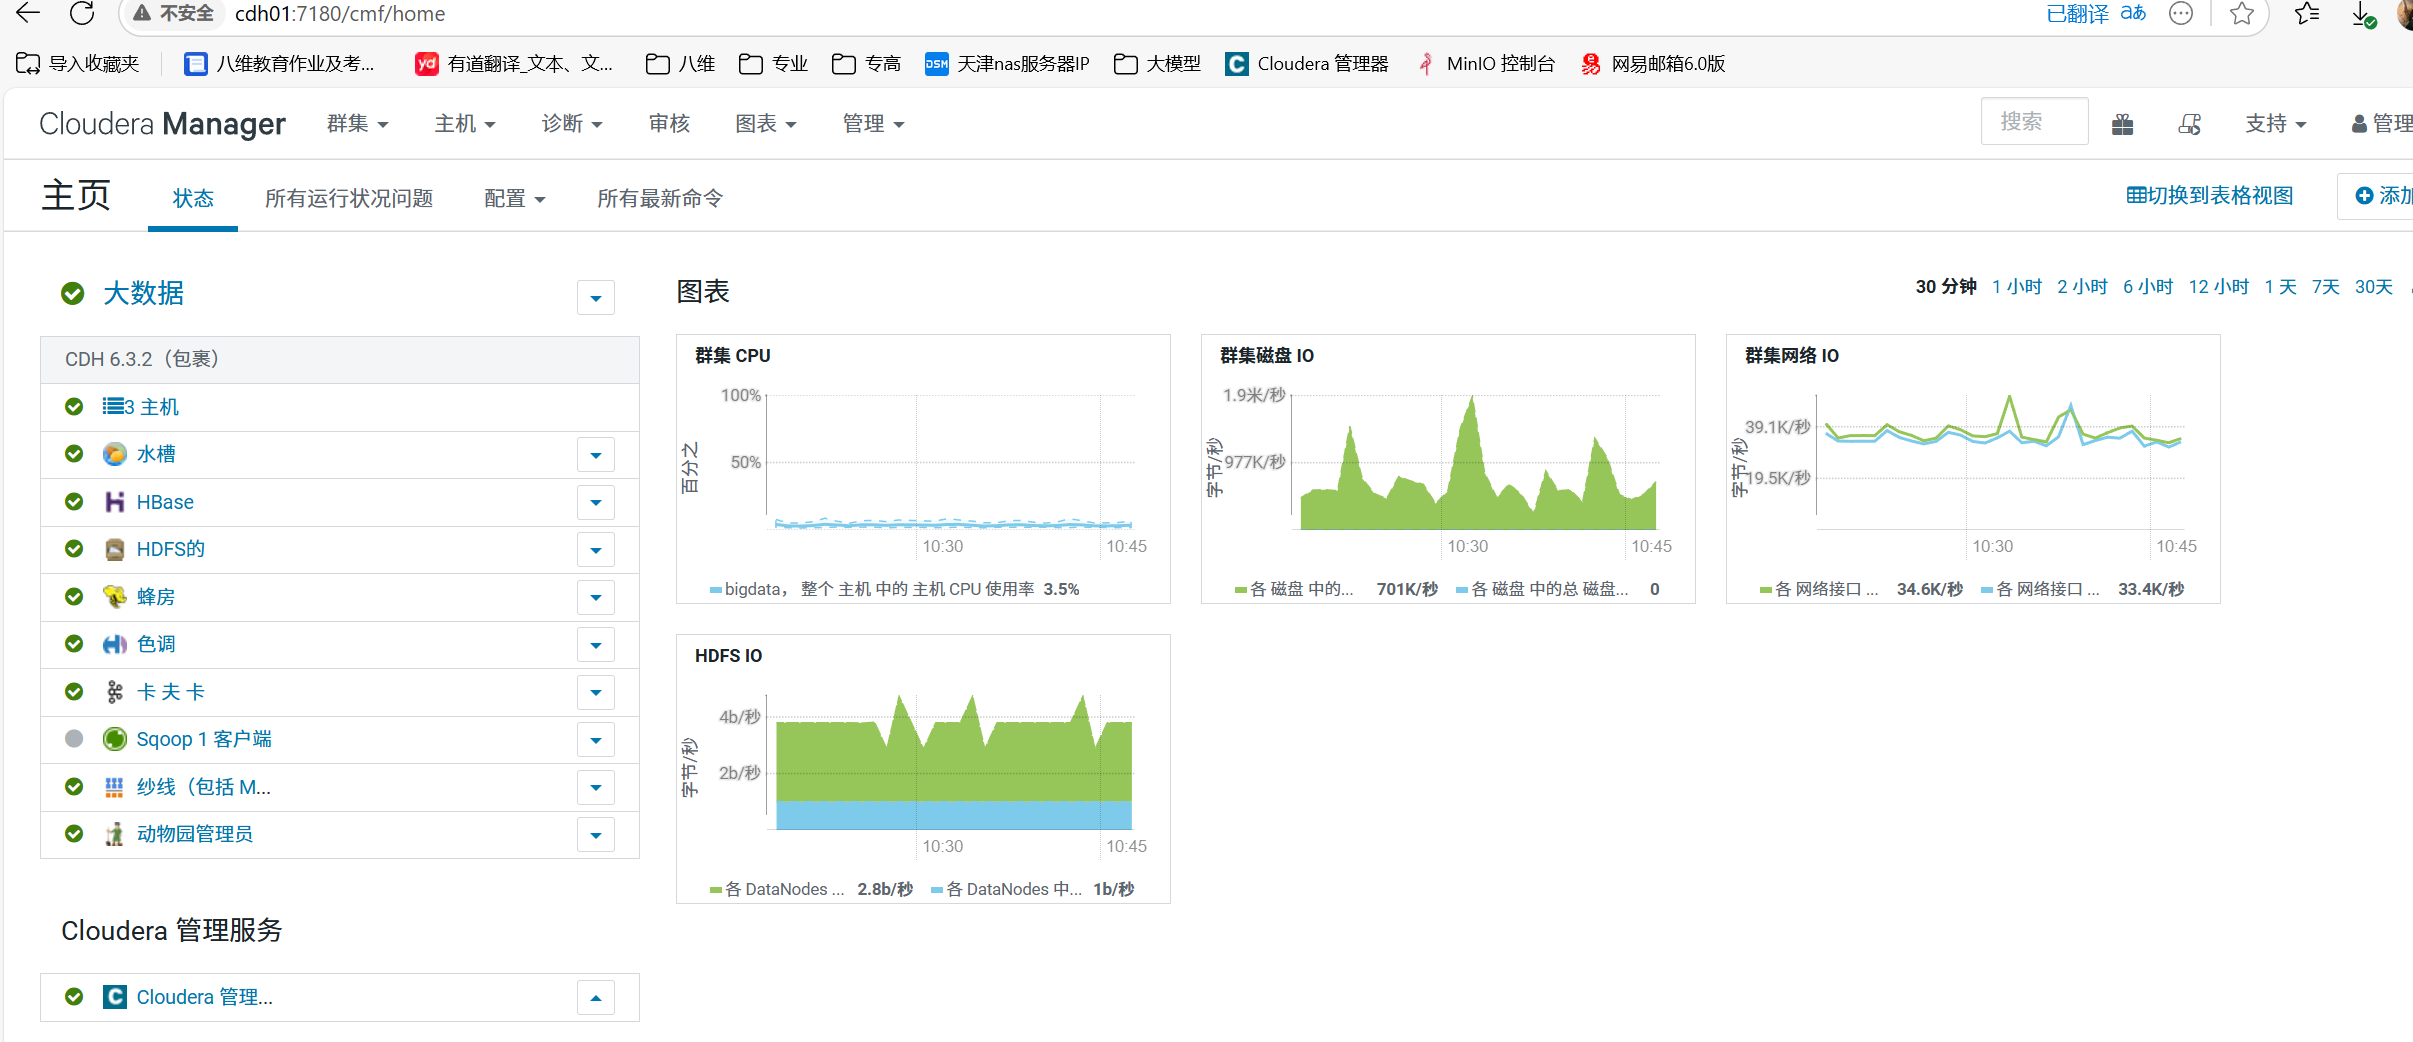 不安全 cdh01:7180/cmf/home 已翻译 aあ
导入收藏夹 八维教育作业及考... yd 有道翻译_文本、文... 八维 专业 专高 DSM 天津nas服务器IP 大模型 C Cloudera 管理器 MinIO 控制台 网易邮箱6.0版
Cloudera Manager 群集 主机 诊断 审核 图表 管理 搜索 支持 管理
主页 状态 所有运行状况问题 配置 所有最新命令 切换到表格视图 添加
大数据
CDH 6.3.2（包裹）
3 主机
水槽
HBase
HDFS的
蜂房
色调
卡 夫 卡
Sqoop 1 客户端
纱线（包括 M...
动物园管理员
Cloudera 管理服务
C Cloudera 管理...
图表 30 分钟 1 小时 2 小时 6 小时 12 小时 1 天 7天 30天
群集 CPU
百分之
100%
50%
10:30 10:45
bigdata， 整个 主机 中的 主机 CPU 使用率 3.5%
群集磁盘 IO
字节/秒
1.9米/秒
977K/秒
10:30 10:45
各 磁盘 中的... 701K/秒 各 磁盘 中的总 磁盘... 0
群集网络 IO
字节/秒
39.1K/秒
19.5K/秒
10:30 10:45
各 网络接口 ... 34.6K/秒 各 网络接口 ... 33.4K/秒
HDFS IO
字节/秒
4b/秒
2b/秒
10:30 10:45
各 DataNodes ... 2.8b/秒 各 DataNodes 中... 1b/秒